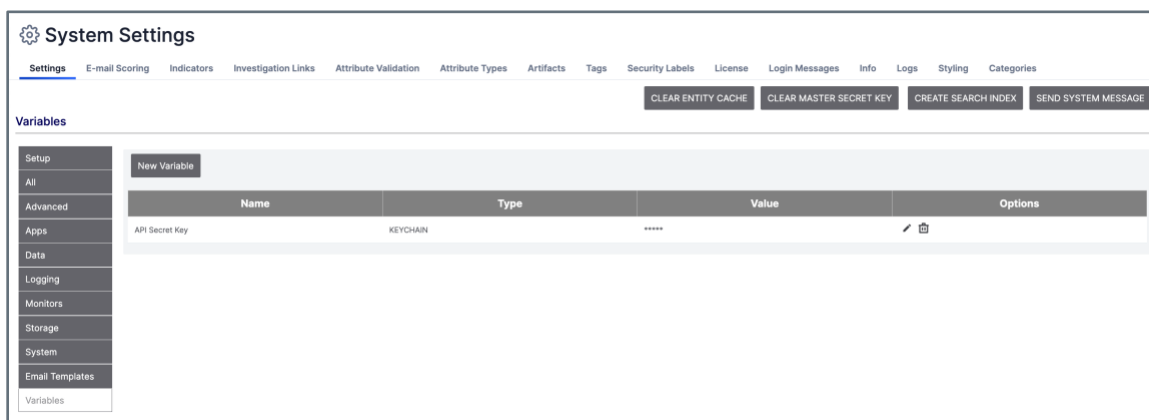 System Settings
Settings E-mail Scoring Indicators Investigation Links Attribute Validation Attribute Types Artifacts Tags Security Labels License Login Messages Info Logs Styling Categories
CLEAR ENTITY CACHE CLEAR MASTER SECRET KEY CREATE SEARCH INDEX SEND SYSTEM MESSAGE
Variables
Setup
All
Advanced
Apps
Data
Logging
Monitors
Storage
System
Email Templates
Variables
New Variable
Name Type Value Options
API Secret Key KEYCHAIN *****